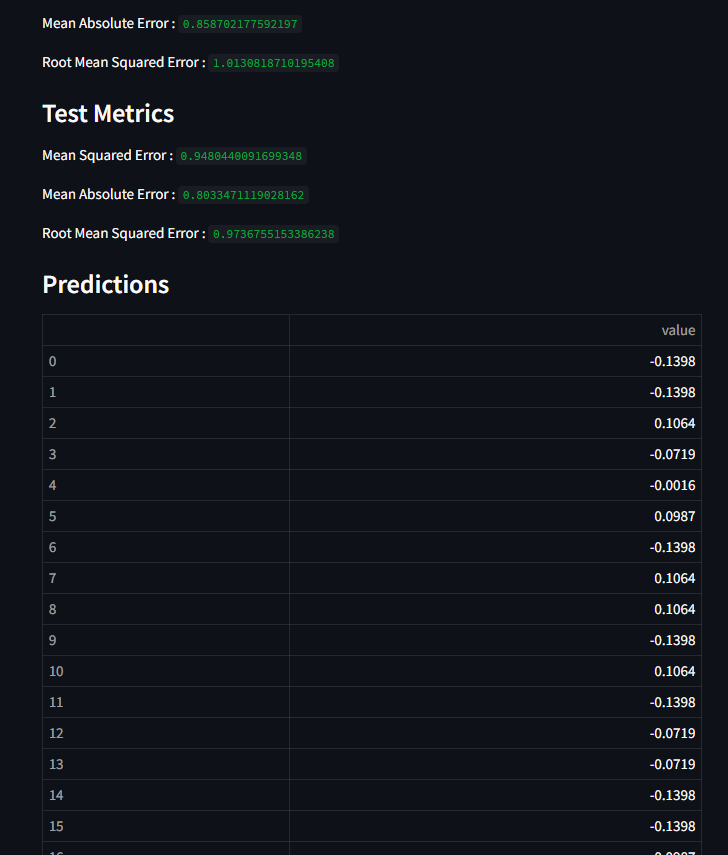 Mean Absolute Error : 0.858702177592197
Root Mean Squared Error : 1.0130818710195408
Test Metrics
Mean Squared Error : 0.9480440091699348
Mean Absolute Error : 0.8033471119028162
Root Mean Squared Error : 0.9736755153386238
Predictions
value
0 -0.1398
1 -0.1398
2 0.1064
3 -0.0719
4 -0.0016
5 0.0987
6 -0.1398
7 0.1064
8 0.1064
9 -0.1398
10 0.1064
11 -0.1398
12 -0.0719
13 -0.0719
14 -0.1398
15 -0.1398